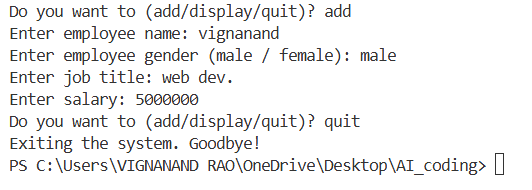 Do you want to (add/display/quit)? add
Enter employee name: vignanand
Enter employee gender (male / female): male
Enter job title: web dev.
Enter salary: 5000000
Do you want to (add/display/quit)? quit
Exiting the system. Goodbye!
PS C:\Users\VIGNANAND RAO\OneDrive\Desktop\AI_coding>